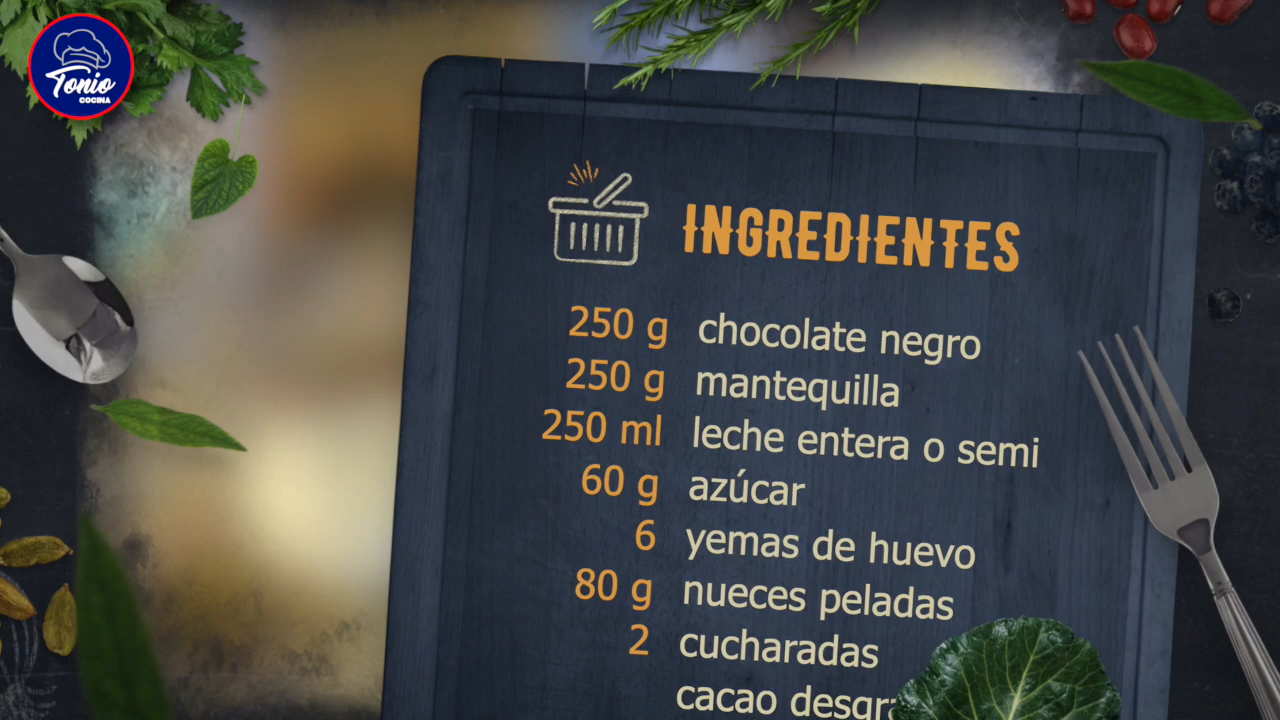 Tonio
COCINA
INGREDIENTES
250 g chocolate negro
250 g mantequilla
250 ml leche entera o semi
60 g azúcar
6 yemas de huevo
80 g nueces peladas
2 cucharadas
cacao